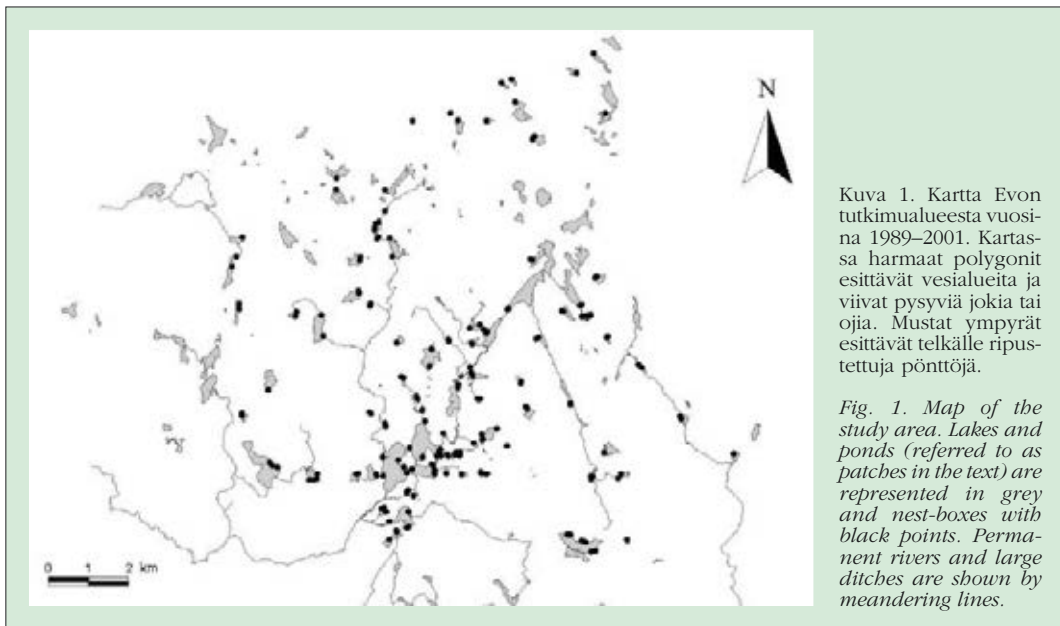 N
0 1 2 km
Kuva 1. Kartta Evon
tutkimualueesta vuosi-
na 1989–2001. Kartas-
sa harmaat polygonit
esittävät vesialueita ja
viivat pysyviä jokia tai
ojia. Mustat ympyrät
esittävät telkälle ripus-
tettuja pönttöjä.
Fig. 1. Map of the
study area. Lakes and
ponds (referred to as
patches in the text) are
represented in grey
and nest-boxes with
black points. Perma-
nent rivers and large
ditches are shown by
meandering lines.